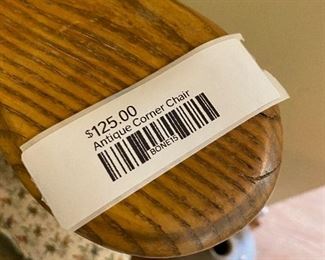 $125.00
Antique Corner Chair
BONETS